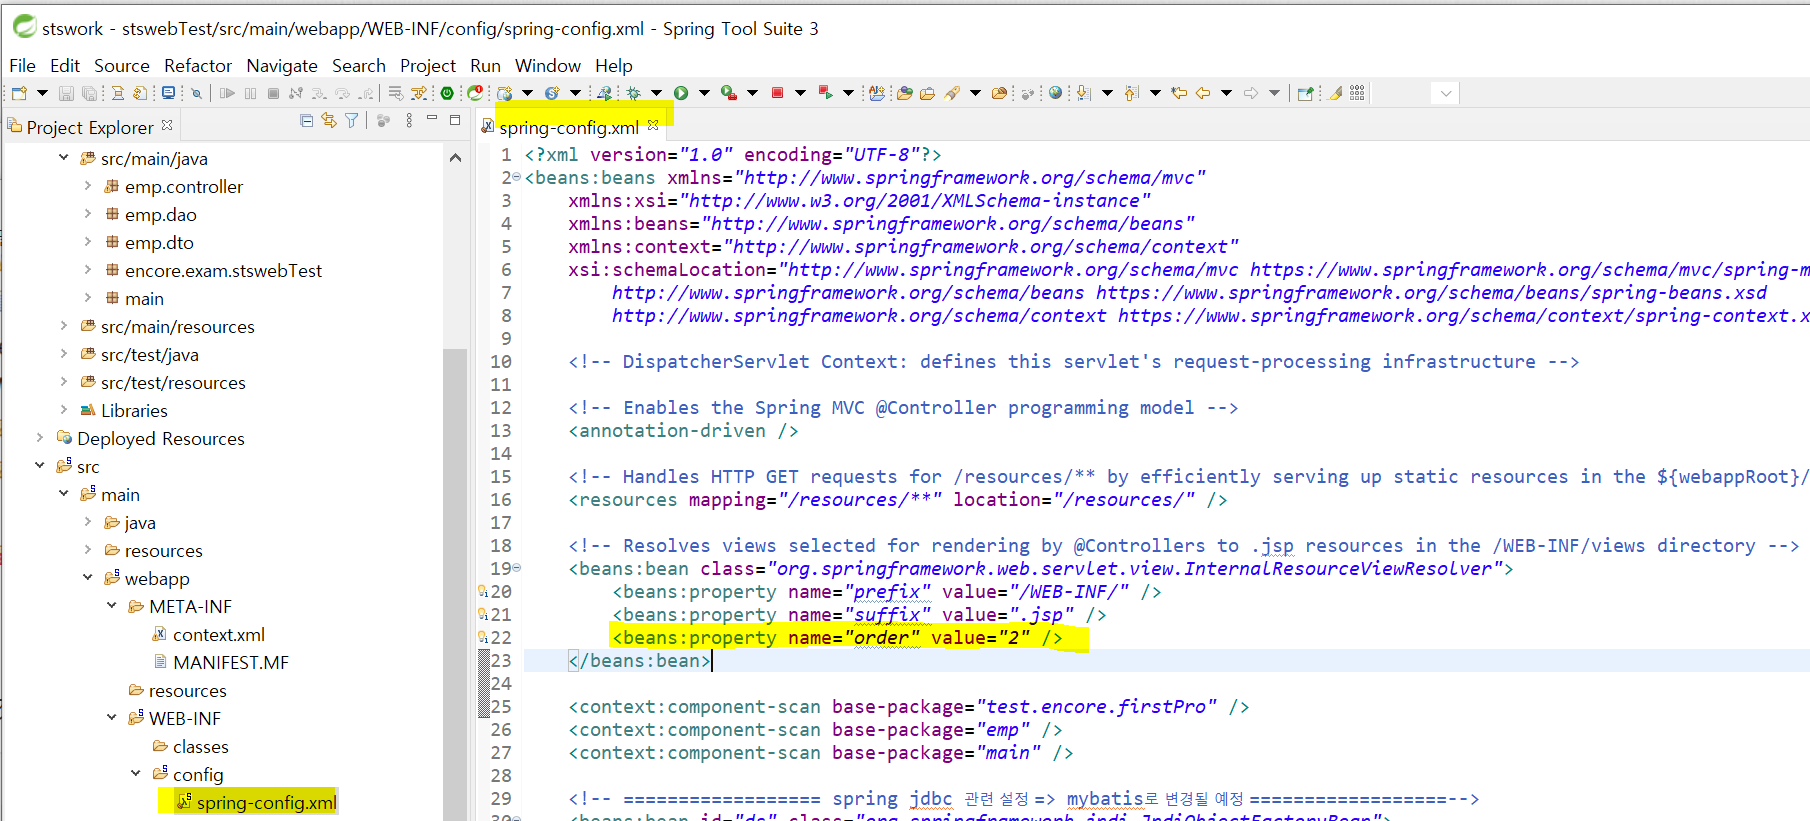 stswork - stswebTest/src/main/webapp/WEB-INF/config/spring-config.xml - Spring Tool Suite 3
File Edit Source Refactor Navigate Search Project Run Window Help
Project Explorer
src/main/java
emp.controller
emp.dao
emp.dto
encore.exam.stswebTest
main
src/main/resources
src/test/java
src/test/resources
Libraries
Deployed Resources
src
main
java
resources
webapp
META-INF
context.xml
MANIFEST.MF
resources
WEB-INF
classes
config
spring-config.xml
spring-config.xml
1 <?xml version="1.0" encoding="UTF-8"?>
2 <beans:beans xmlns="http://www.springframework.org/schema/mvc"
3 xmlns:xsi="http://www.w3.org/2001/XMLSchema-instance"
4 xmlns:beans="http://www.springframework.org/schema/beans"
5 xmlns:context="http://www.springframework.org/schema/context"
6 xsi:schemaLocation="http://www.springframework.org/schema/mvc https://www.springframework.org/schema/mvc/spring-m
7 http://www.springframework.org/schema/beans https://www.springframework.org/schema/beans/spring-beans.xsd
8 http://www.springframework.org/schema/context https://www.springframework.org/schema/context/spring-context.x
9
10 <!-- DispatcherServlet Context: defines this servlet's request-processing infrastructure -->
11
12 <!-- Enables the Spring MVC @Controller programming model -->
13 <annotation-driven />
14
15 <!-- Handles HTTP GET requests for /resources/** by efficiently serving up static resources in the ${webappRoot}/
16 <resources mapping="/resources/**" location="/resources/" />
17
18 <!-- Resolves views selected for rendering by @Controllers to .jsp resources in the /WEB-INF/views directory -->
19 <beans:bean class="org.springframework.web.servlet.view.InternalResourceViewResolver">
20 <beans:property name="prefix" value="/WEB-INF/" />
21 <beans:property name="suffix" value=".jsp" />
22 <beans:property name="order" value="2" />
23 </beans:bean>
24
25 <context:component-scan base-package="test.encore.firstPro" />
26 <context:component-scan base-package="emp" />
27 <context:component-scan base-package="main" />
28
29 <!-- ================== spring jdbc 관련 설정 => mybatis로 변경될 예정 ==================-->
30 <beans:bean id="ds" class="org.springframework.jndi.JndiObjectFactoryBean">